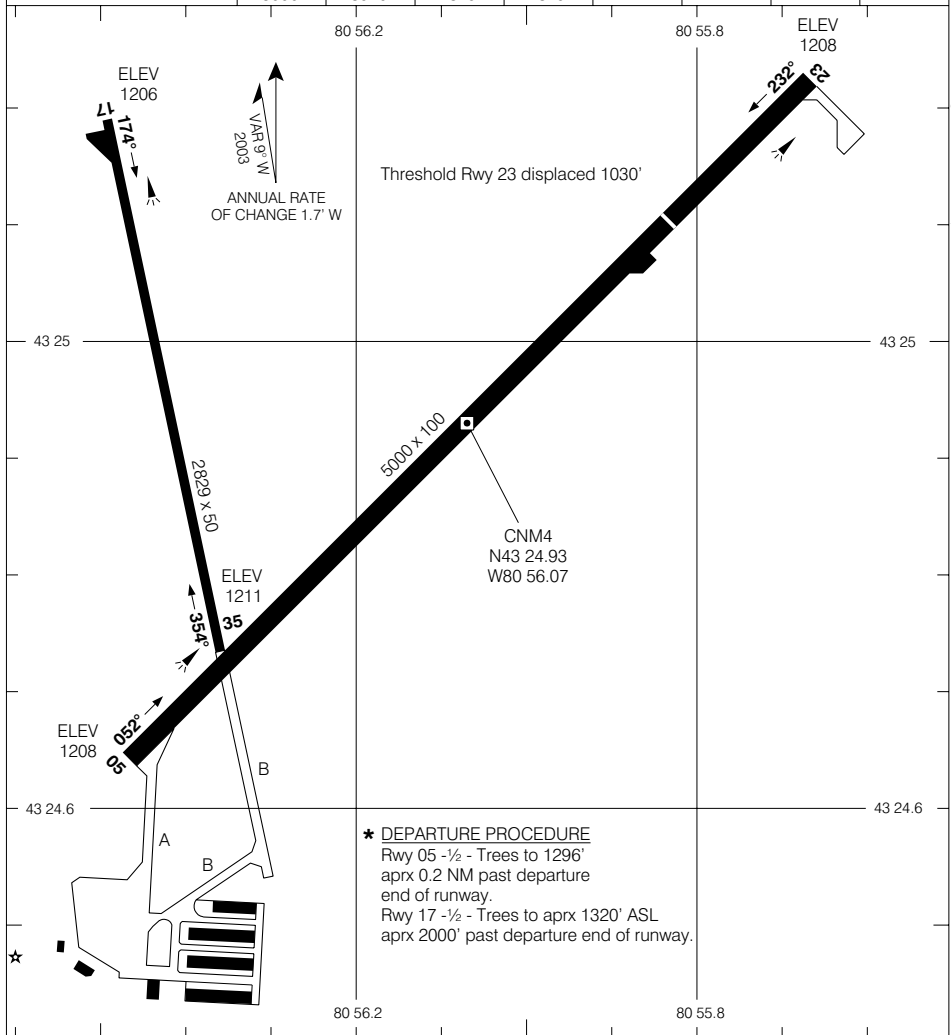 80 56.2
80 55.8
ELEV
1208
ELEV
1206
23
232°
17
174°
VAR 9° W
2003
ANNUAL RATE
OF CHANGE 1.7' W
Threshold Rwy 23 displaced 1030'
43 25
43 25
5000 x 100
2829 x 50
CNM4
N43 24.93
W80 56.07
ELEV
1211
35
354°
052°
ELEV
1208
05
B
43 24.6
43 24.6
A
B
* DEPARTURE PROCEDURE
Rwy 05 -½ - Trees to 1296'
aprx 0.2 NM past departure
end of runway.
Rwy 17 -½ - Trees to aprx 1320' ASL
aprx 2000' past departure end of runway.
80 56.2
80 55.8